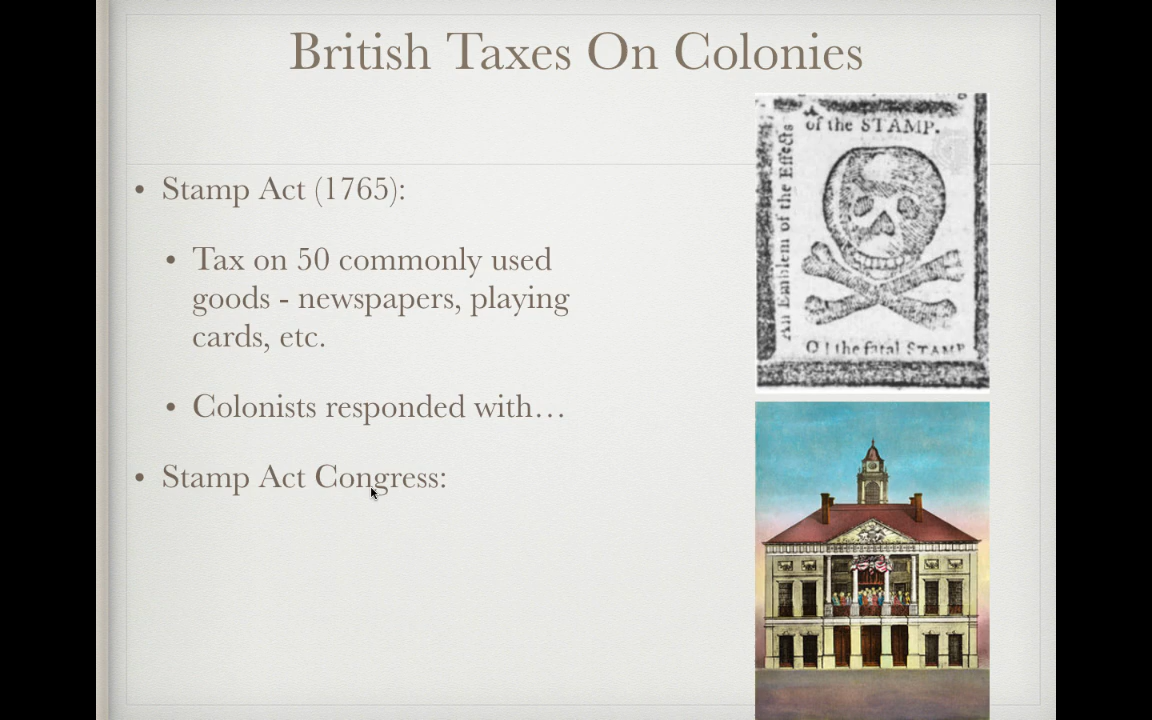 British Taxes On Colonies
• Stamp Act (1765):
• Tax on 50 commonly used
goods - newspapers, playing
cards, etc.
• Colonists responded with…
• Stamp Act Congress:
An Emblem of the Effects
of the STAMP.
O! the fatal STAMP